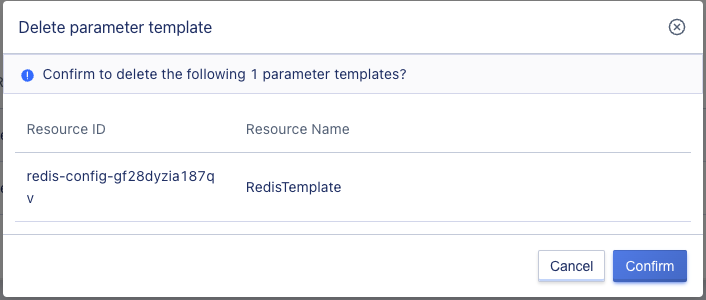 Delete parameter template
Confirm to delete the following 1 parameter templates?
Resource ID Resource Name
redis-config-gf28dyzia187q
v
RedisTemplate
Cancel Confirm